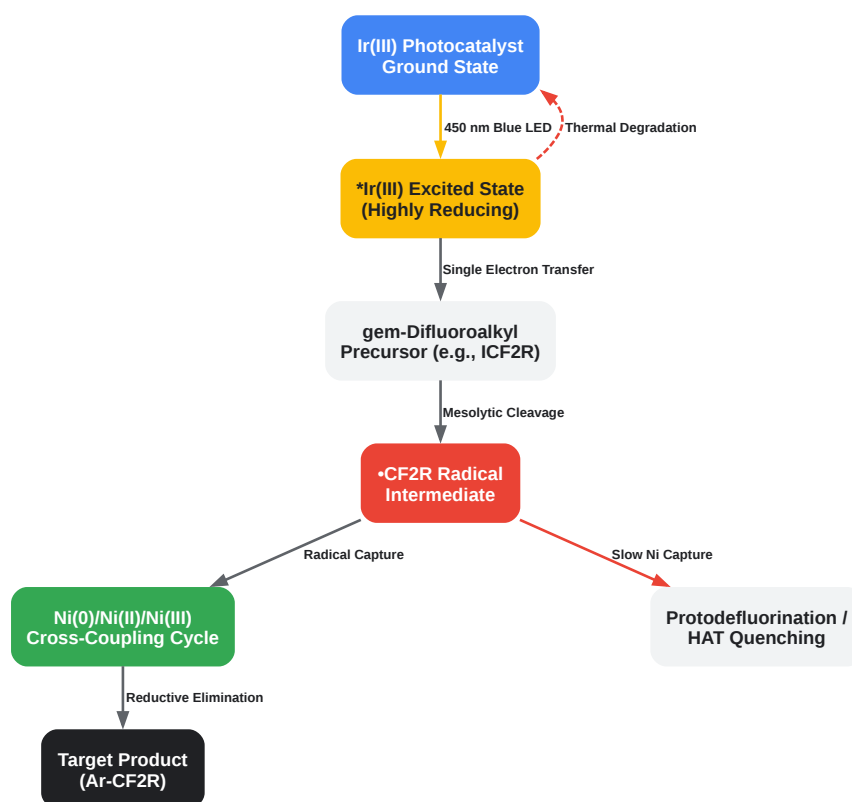 Ir(III) Photocatalyst
Ground State
450 nm Blue LED
Thermal Degradation
*Ir(III) Excited State
(Highly Reducing)
Single Electron Transfer
gem-Difluoroalkyl
Precursor (e.g., ICF2R)
Mesolytic Cleavage
•CF2R Radical
Intermediate
Radical Capture
Slow Ni Capture
Ni(0)/Ni(II)/Ni(III)
Cross-Coupling Cycle
Protodefluorination /
HAT Quenching
Reductive Elimination
Target Product
(Ar-CF2R)